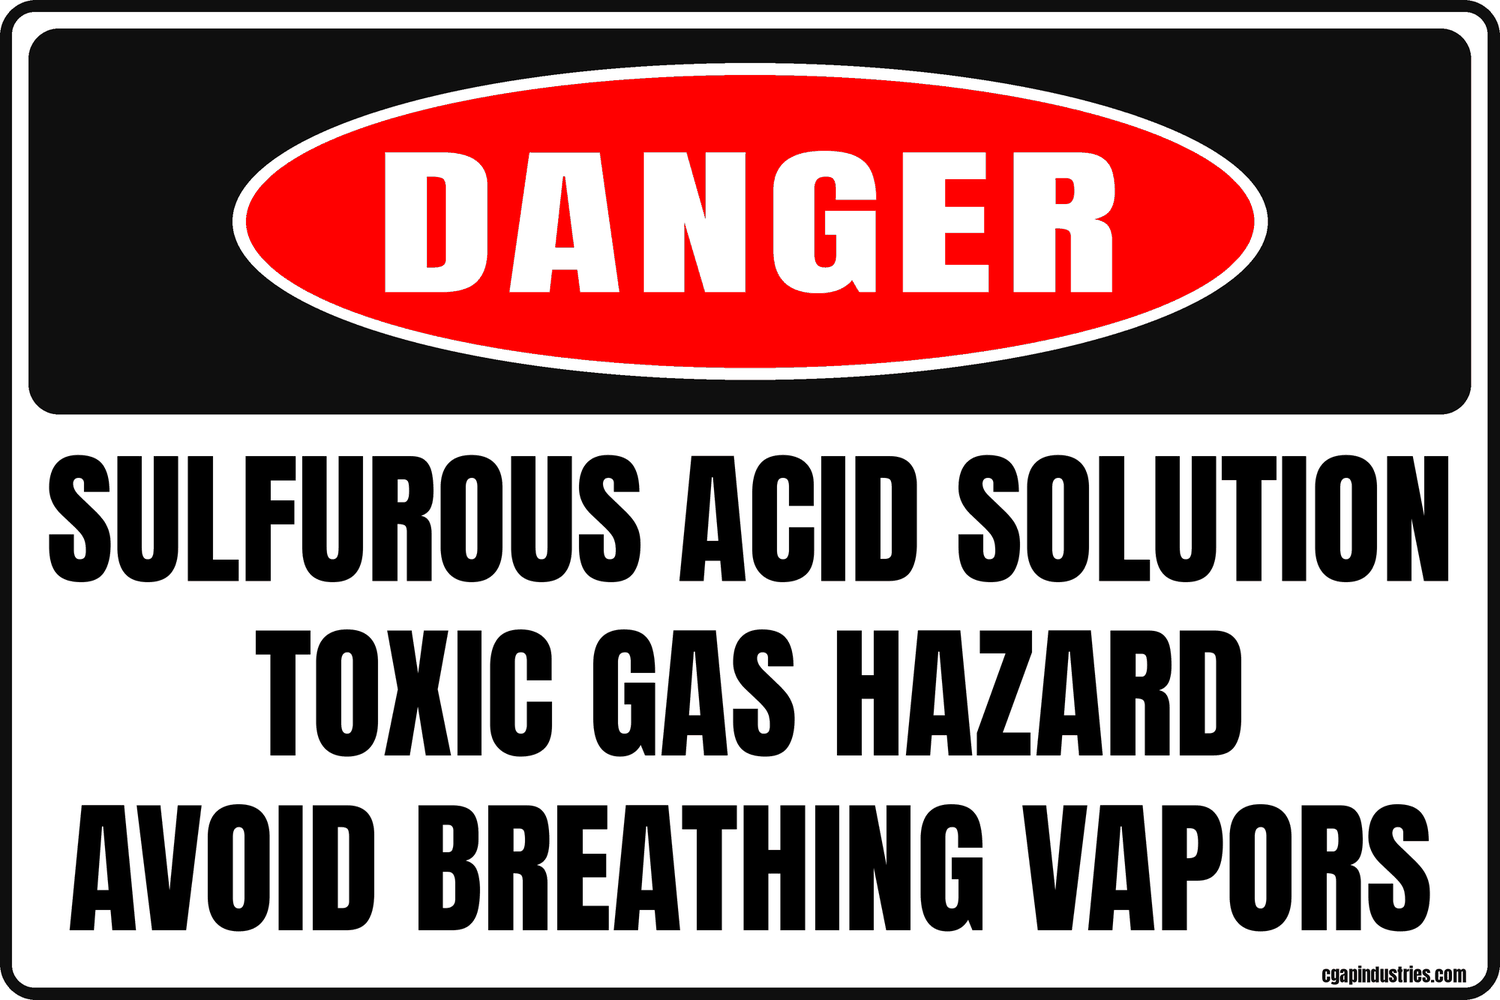 DANGER
SULFUROUS ACID SOLUTION
TOXIC GAS HAZARD
AVOID BREATHING VAPORS
cgapindustries.com